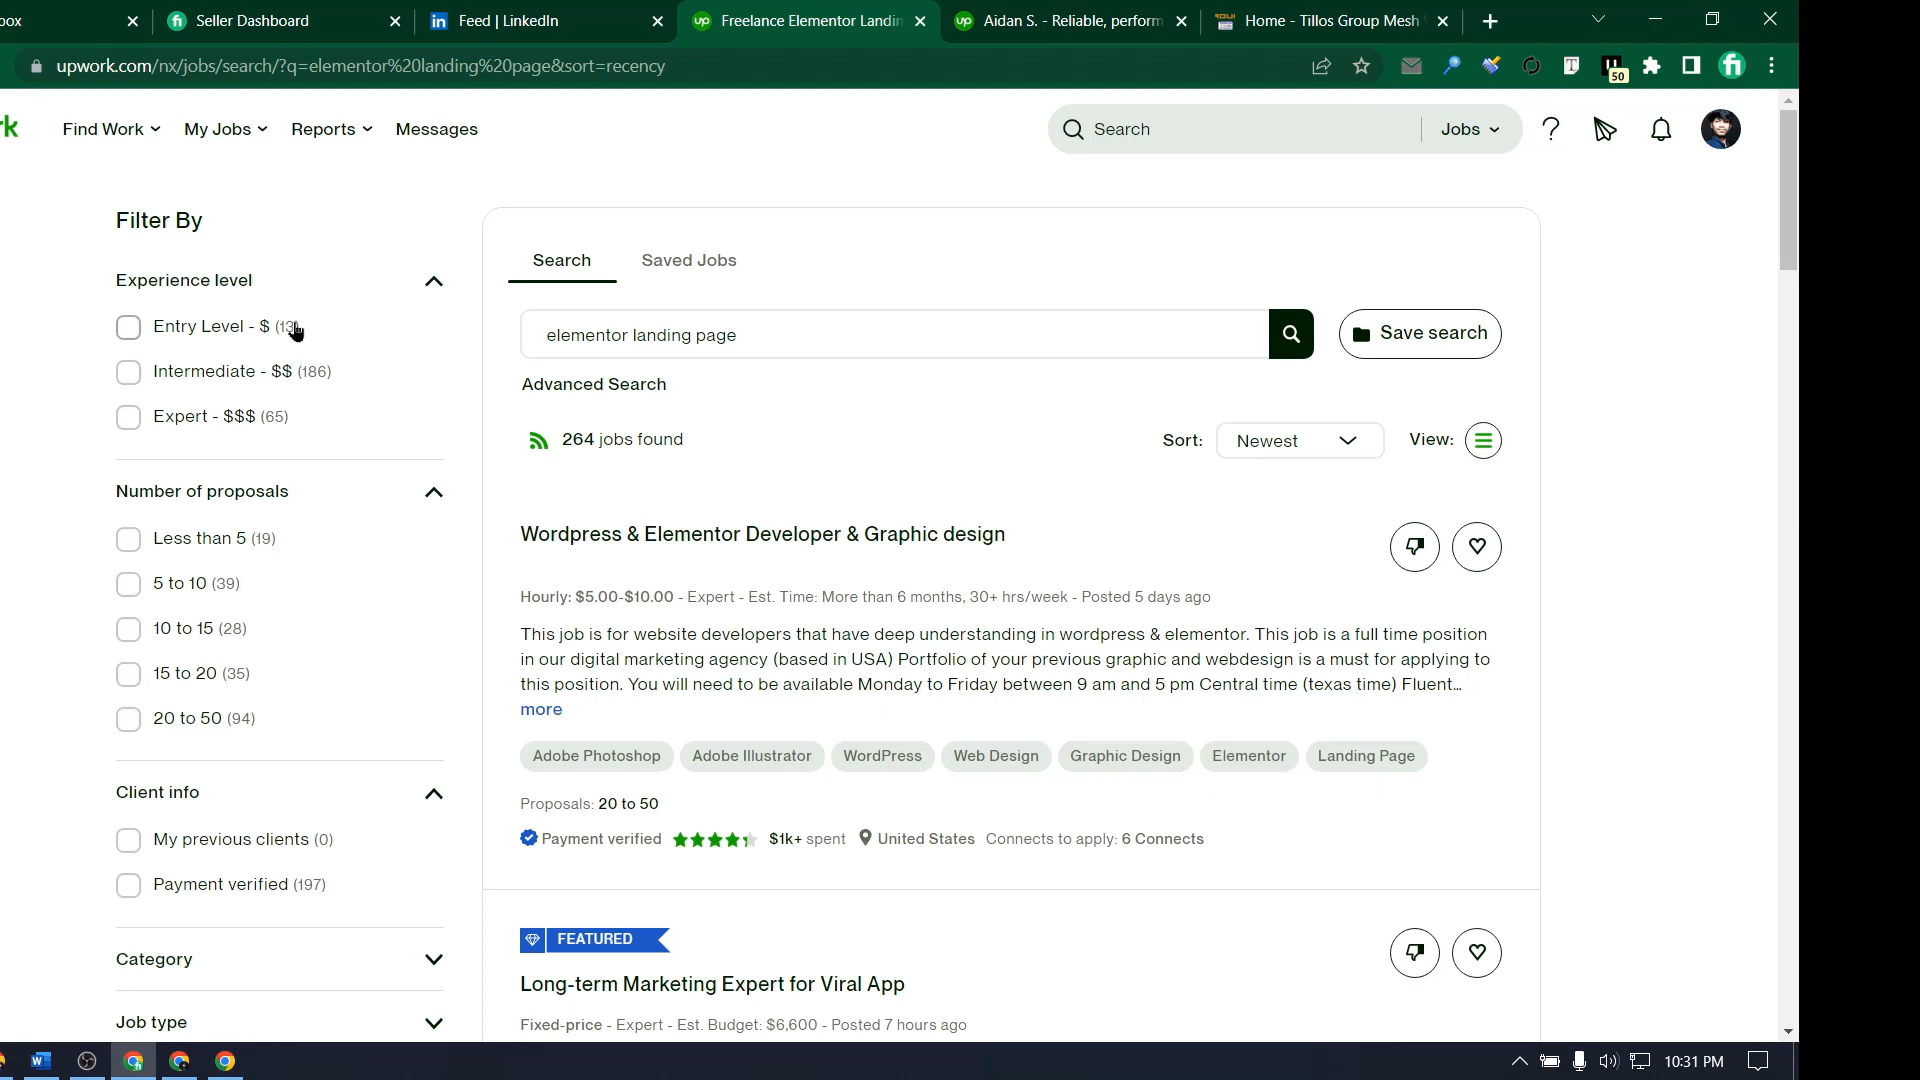 ox
Seller Dashboard
Feed | LinkedIn
Freelance Elementor Landin
Aidan S. - Reliable, perform
Home - Tillos Group Mesh
upwork.com/nx/jobs/search/?q=elementor%20landing%20page&sort=recency
50
rk
Find Work
My Jobs
Reports
Messages
Search
Jobs
Filter By
Experience level
Entry Level - $ (13)
Intermediate - $$ (186)
Expert - $$$ (65)
Number of proposals
Less than 5 (19)
5 to 10 (39)
10 to 15 (28)
15 to 20 (35)
20 to 50 (94)
Client info
My previous clients (0)
Payment verified (197)
Category
Job type
Search
Saved Jobs
elementor landing page
Save search
Advanced Search
264 jobs found
Sort:
Newest
View:
Wordpress & Elementor Developer & Graphic design
Hourly: $5.00-$10.00 - Expert - Est. Time: More than 6 months, 30+ hrs/week - Posted 5 days ago
This job is for website developers that have deep understanding in wordpress & elementor. This job is a full time position
in our digital marketing agency (based in USA) Portfolio of your previous graphic and webdesign is a must for applying to
this position. You will need to be available Monday to Friday between 9 am and 5 pm Central time (texas time) Fluent...
more
Adobe Photoshop
Adobe Illustrator
WordPress
Web Design
Graphic Design
Elementor
Landing Page
Proposals: 20 to 50
Payment verified
$1k+ spent
United States
Connects to apply: 6 Connects
FEATURED
Long-term Marketing Expert for Viral App
Fixed-price - Expert - Est. Budget: $6,600 - Posted 7 hours ago
10:31 PM